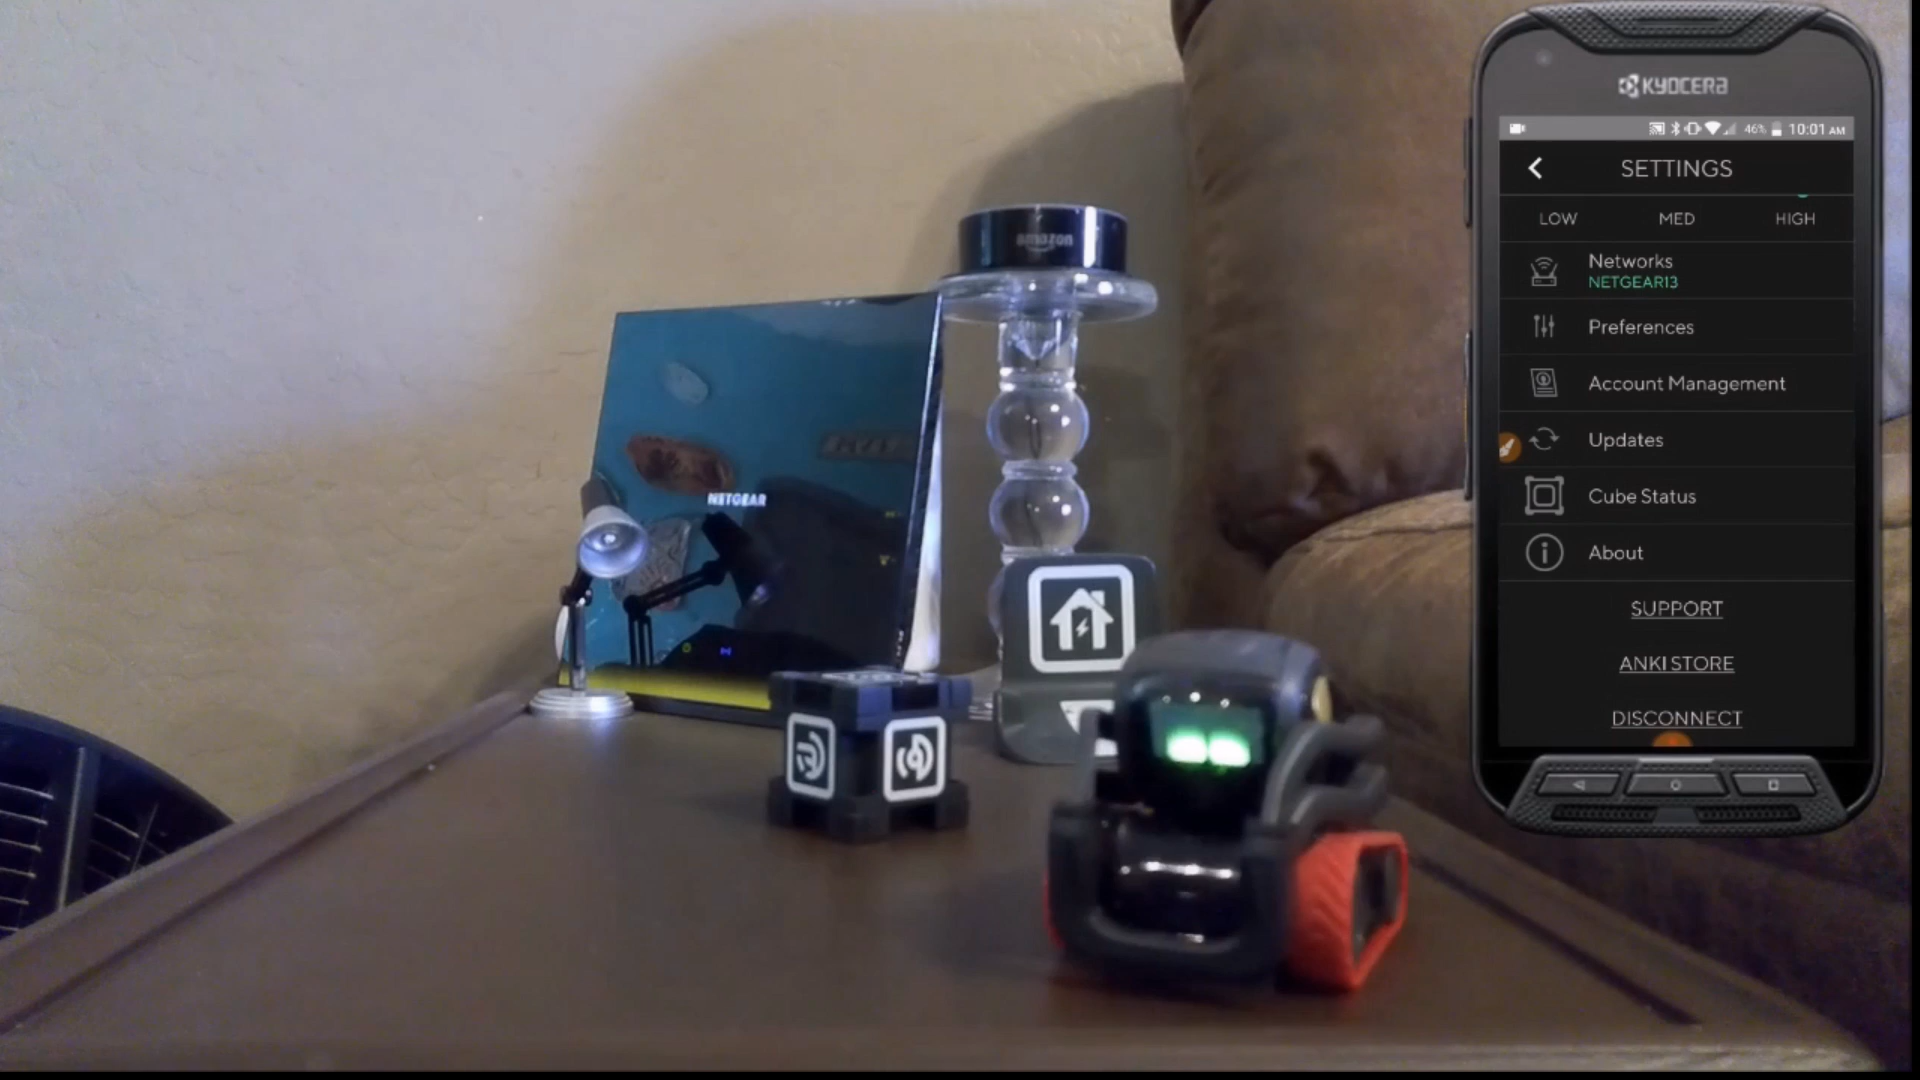 KYOCERA
46% 10:01 AM
SETTINGS
LOW MED HIGH
Networks
NETGEAR13
Preferences
Account Management
Updates
Cube Status
About
SUPPORT
ANKI STORE
DISCONNECT
amazon
NETGEAR